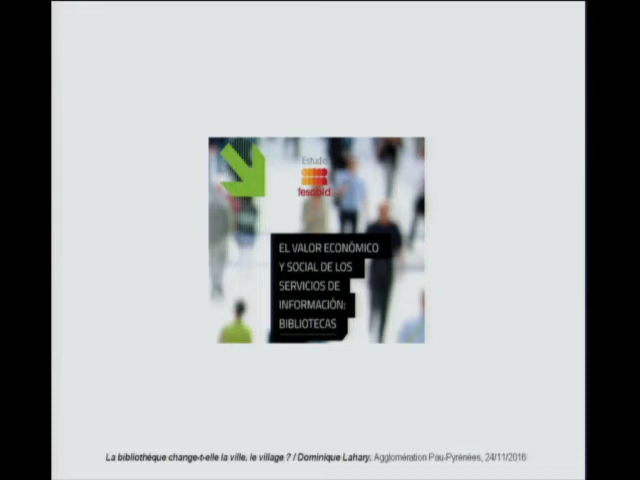 Estudio
fesabid
EL VALOR ECONÓMICO
Y SOCIAL DE LOS
SERVICIOS DE
INFORMACIÓN:
BIBLIOTECAS
La bibliothèque change-t-elle la ville, le village ? / Dominique Lahary. Agglomération Pau-Pyrénées, 24/11/2016